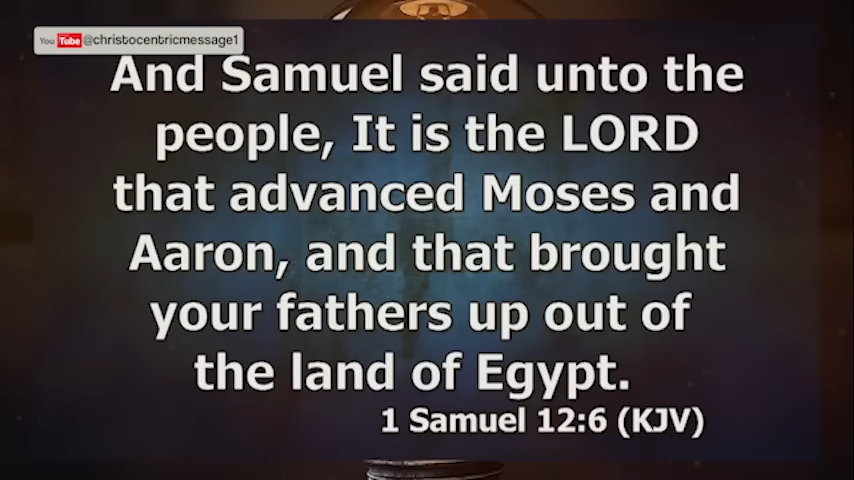 You Tube @christocentricmessage1
And Samuel said unto the
people, It is the LORD
that advanced Moses and
Aaron, and that brought
your fathers up out of
the land of Egypt.
1 Samuel 12:6 (KJV)